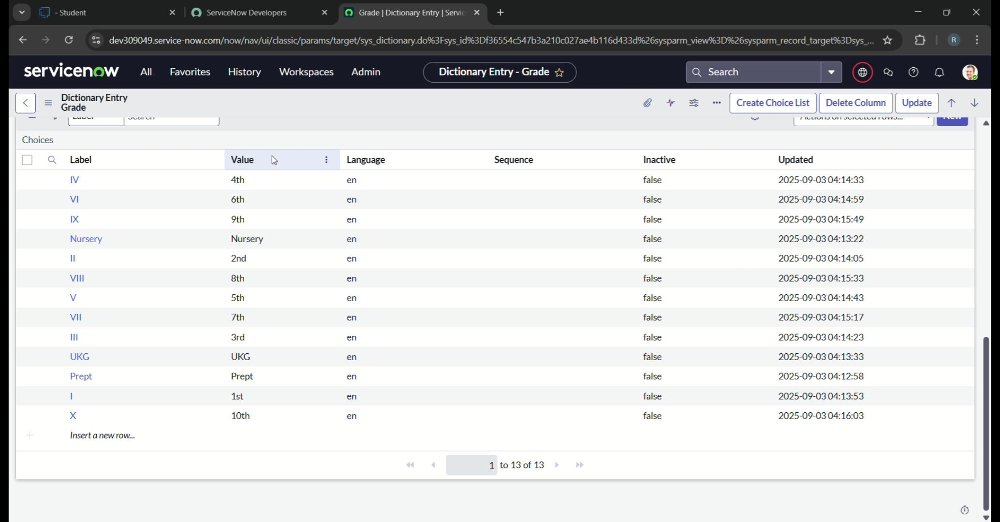 - Student
ServiceNow Developers
Grade | Dictionary Entry | Servic
dev309049.service-now.com/now/nav/ui/classic/params/target/sys_dictionary.do%3Fsys_id%3Df36554c547b3a210c027ae4b116d433d%26sysparm_view%3D%26sysparm_record_target%3Dsys_...
R
servicenow All Favorites History Workspaces Admin Dictionary Entry - Grade Search
Dictionary Entry
Grade
Create Choice List Delete Column Update
Label Search Actions on selected rows... New
Choices
Label Value Language Sequence Inactive Updated
IV 4th en false 2025-09-03 04:14:33
VI 6th en false 2025-09-03 04:14:59
IX 9th en false 2025-09-03 04:15:49
Nursery Nursery en false 2025-09-03 04:13:22
II 2nd en false 2025-09-03 04:14:05
VIII 8th en false 2025-09-03 04:15:33
V 5th en false 2025-09-03 04:14:43
VII 7th en false 2025-09-03 04:15:17
III 3rd en false 2025-09-03 04:14:23
UKG UKG en false 2025-09-03 04:13:33
Prept Prept en false 2025-09-03 04:12:58
I 1st en false 2025-09-03 04:13:53
X 10th en false 2025-09-03 04:16:03
Insert a new row...
1 to 13 of 13